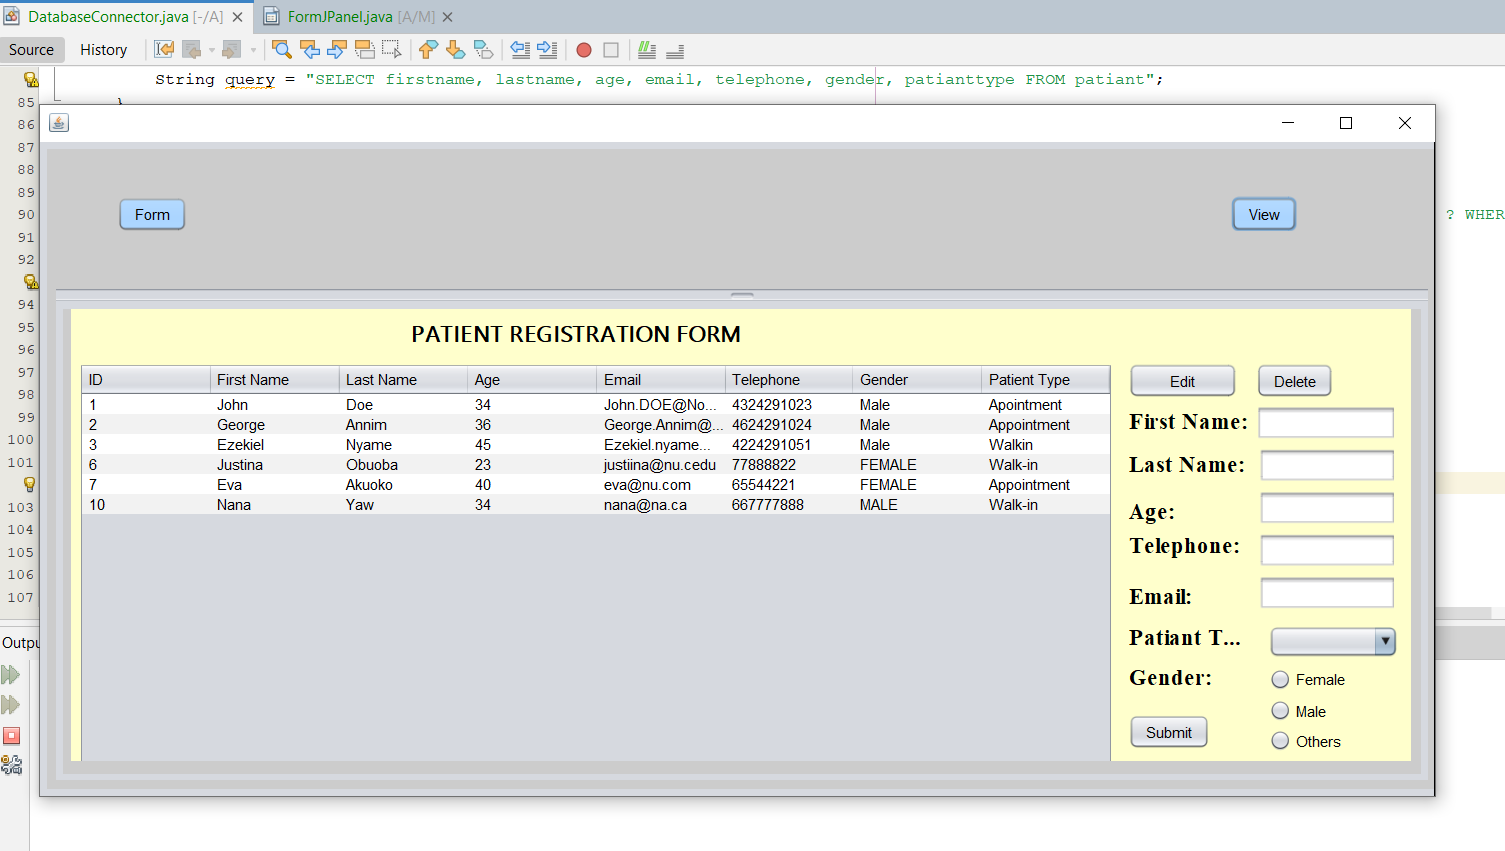 DatabaseConnector.java [-/A] FormJPanel.java [A/M]
Source History
String query = "SELECT firstname, lastname, age, email, telephone, gender, patianttype FROM patiant";
85 }
86
87
88
89
90 ? WHER
91
92
94
95
96
97
98
99
100
101
103
104
105
106
107
Form View
PATIENT REGISTRATION FORM
ID First Name Last Name Age Email Telephone Gender Patient Type
1 John Doe 34 John.DOE@No... 4324291023 Male Apointment
2 George Annim 36 George.Annim@... 4624291024 Male Appointment
3 Ezekiel Nyame 45 Ezekiel.nyame... 4224291051 Male Walkin
6 Justina Obuoba 23 justiina@nu.cedu 77888822 FEMALE Walk-in
7 Eva Akuoko 40 eva@nu.com 65544221 FEMALE Appointment
10 Nana Yaw 34 nana@na.ca 667777888 MALE Walk-in
Edit Delete
First Name:
Last Name:
Age:
Telephone:
Email:
Patiant T...
Gender: Female
Male
Submit
Others